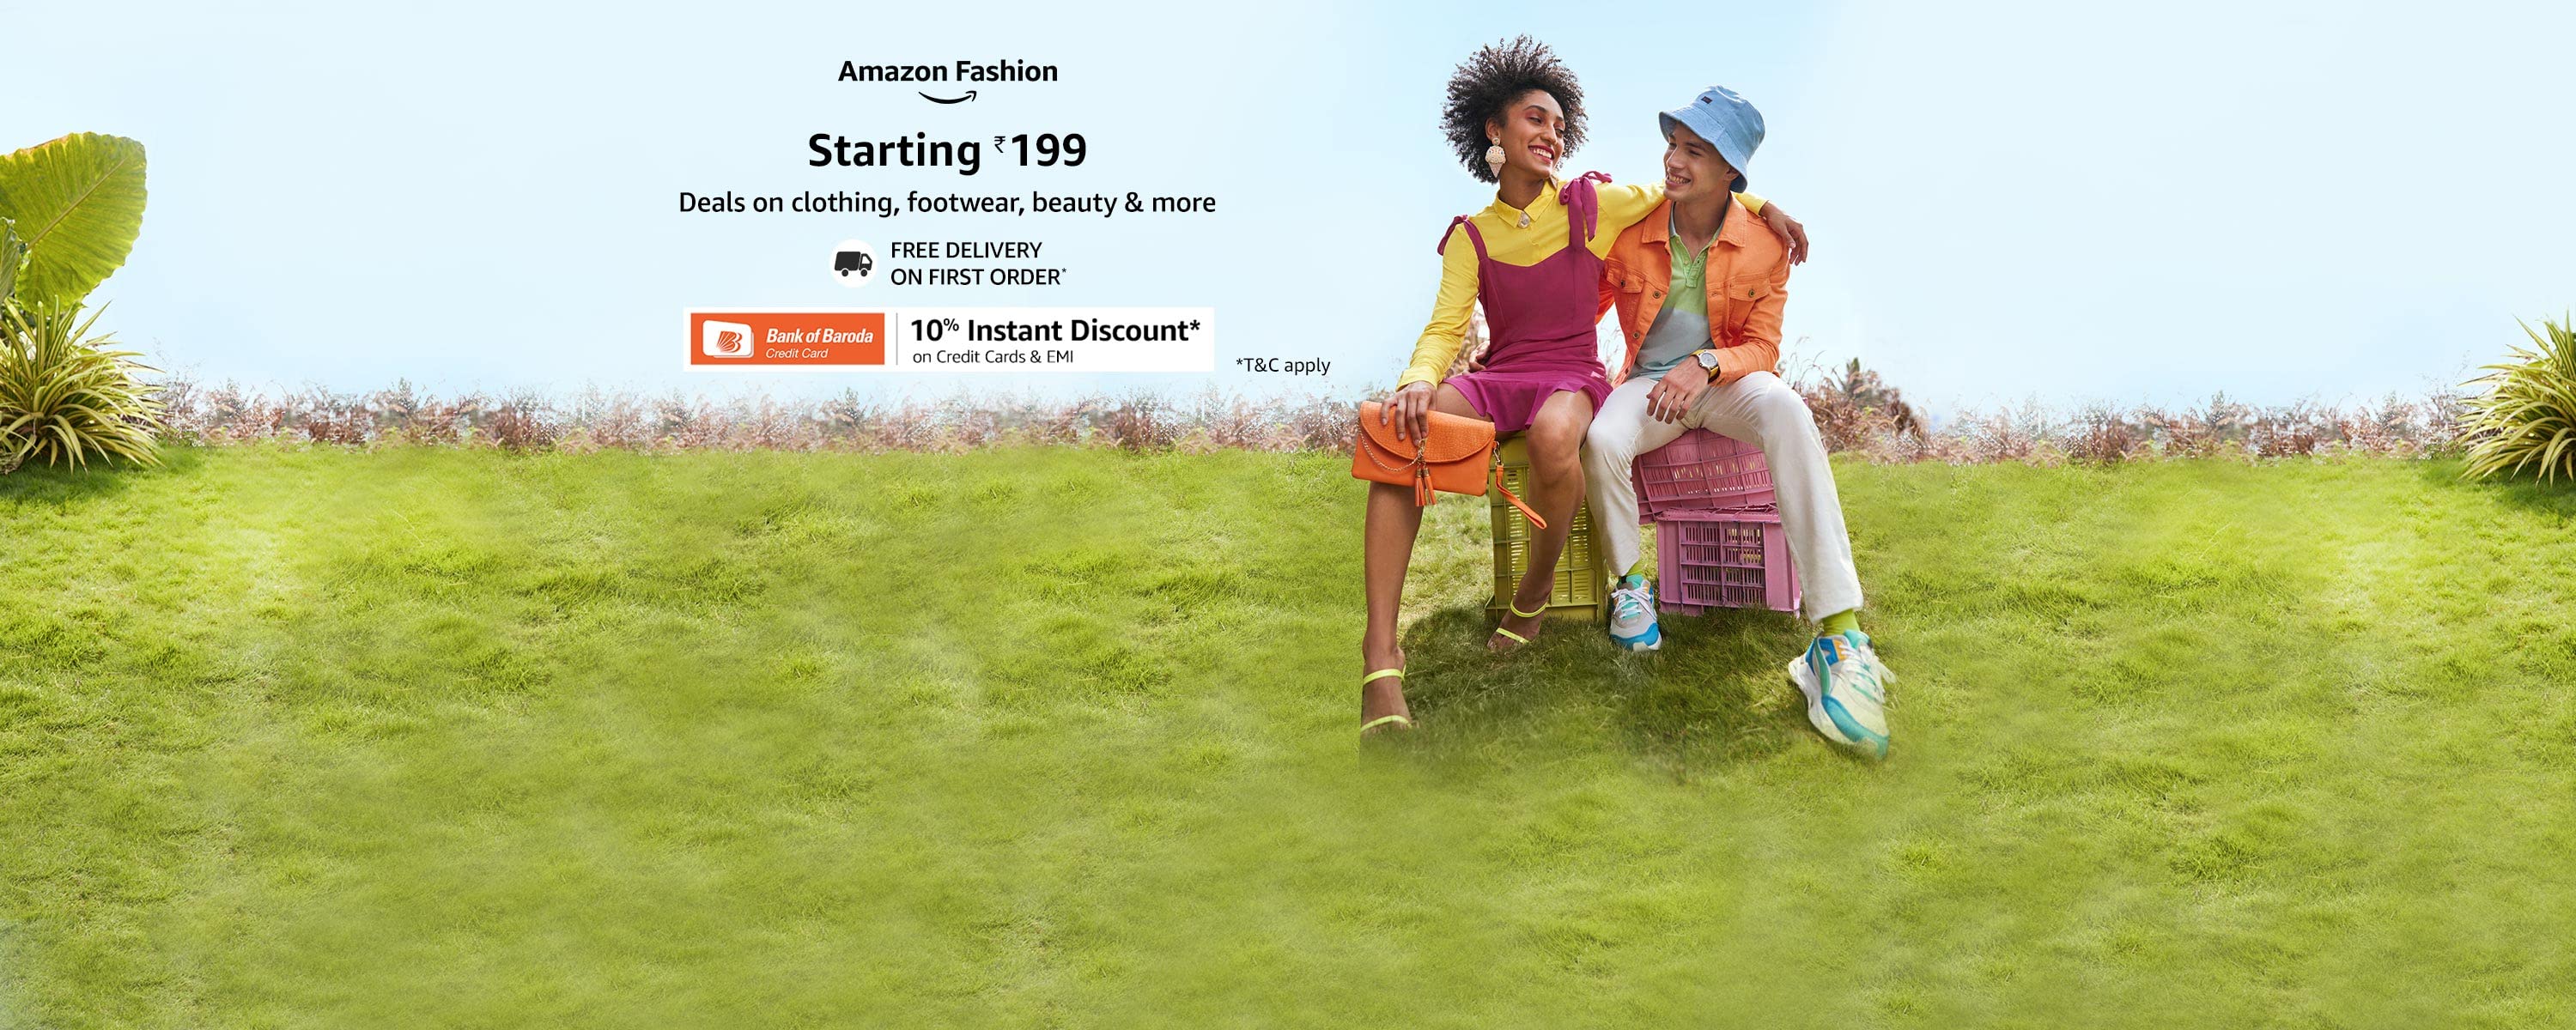 Amazon Fashion
Starting ₹199
Deals on clothing, footwear, beauty & more
FREE DELIVERY
ON FIRST ORDER*
Bank of Baroda
Credit Card
10% Instant Discount*
on Credit Cards & EMI
*T&C apply